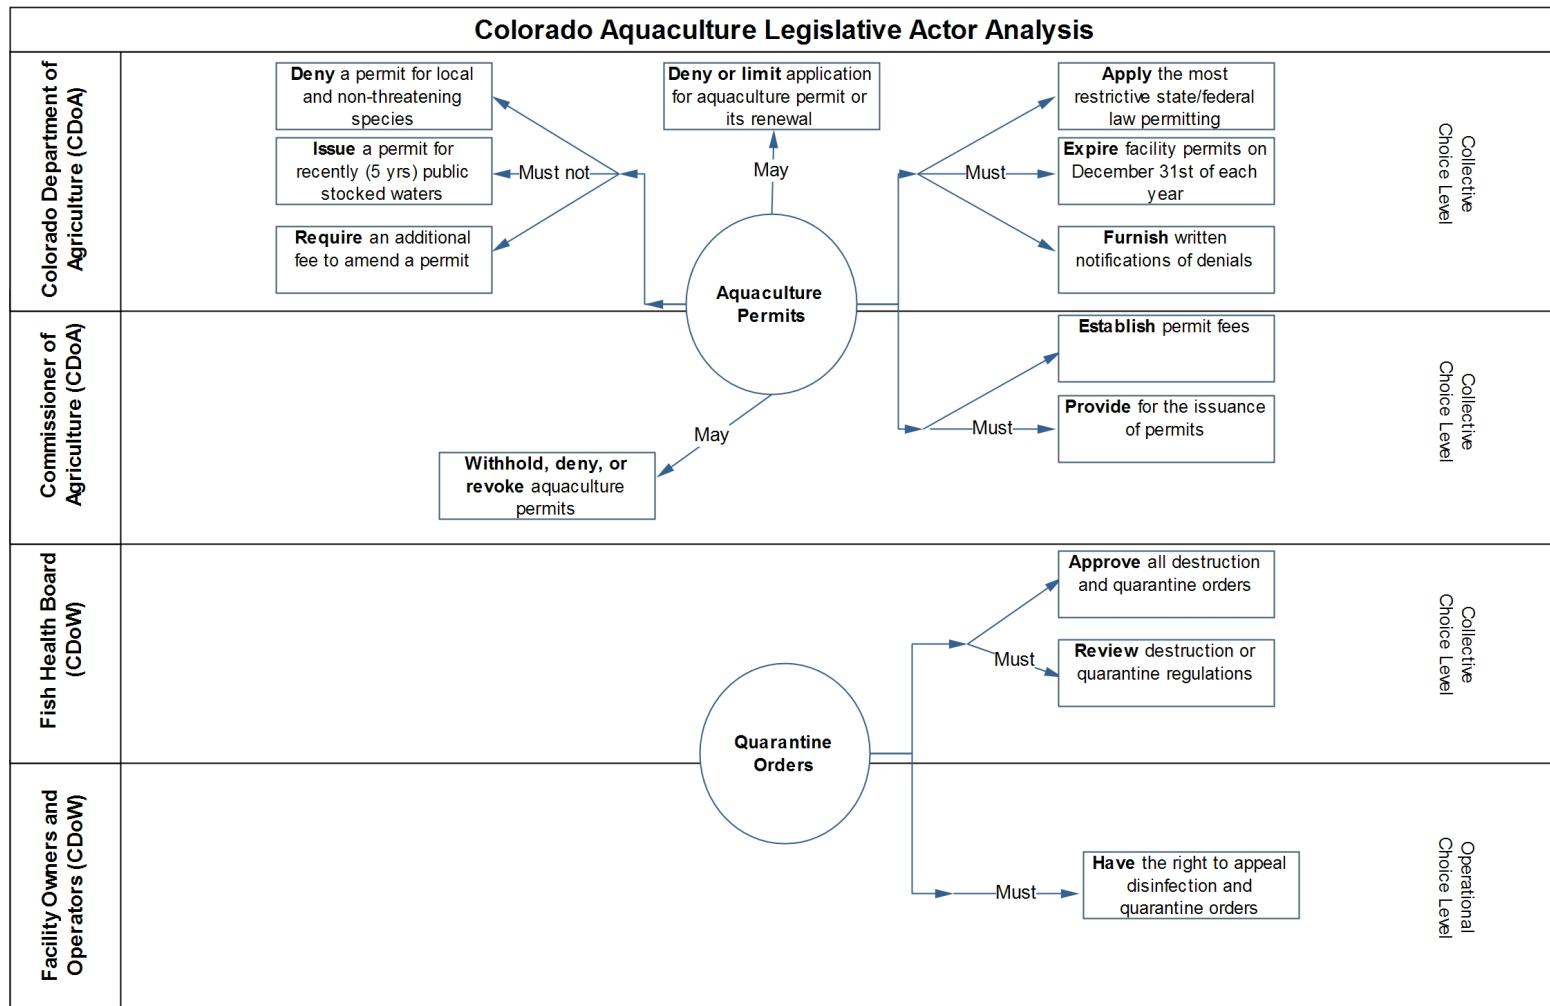 Colorado Aquaculture Legislative Actor Analysis
Colorado Department of
Agriculture (CDoA)
Deny a permit for local
and non-threatening
species
Issue a permit for
recently (5 yrs) public
stocked waters
Require an additional
fee to amend a permit
Must not
Deny or limit application
for aquaculture permit or
its renewal
May
Aquaculture
Permits
Must
Apply the most
restrictive state/federal
law permitting
Expire facility permits on
December 31st of each
year
Furnish written
notifications of denials
Collective
Choice Level
Commissioner of
Agriculture (CDoA)
May
Withhold, deny, or
revoke aquaculture
permits
Must
Establish permit fees
Provide for the issuance
of permits
Collective
Choice Level
Fish Health Board
(CDoW)
Quarantine
Orders
Must
Approve all destruction
and quarantine orders
Review destruction or
quarantine regulations
Collective
Choice Level
Facility Owners and
Operators (CDoW)
Must
Have the right to appeal
disinfection and
quarantine orders
Operational
Choice Level